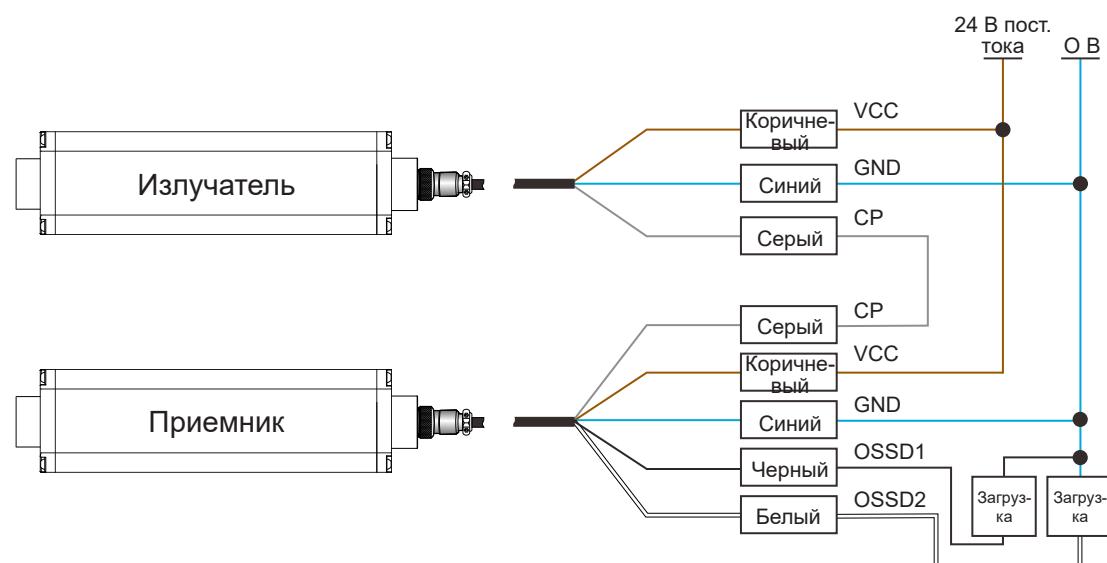 24 В пост.
тока
О В
Коричне-
вый
VCC
Излучатель
Синий
GND
Серый
CP
Серый
CP
Коричне-
вый
VCC
Приемник
Синий
GND
Черный
OSSD1
Белый
OSSD2
Загруз-
ка
Загруз-
ка